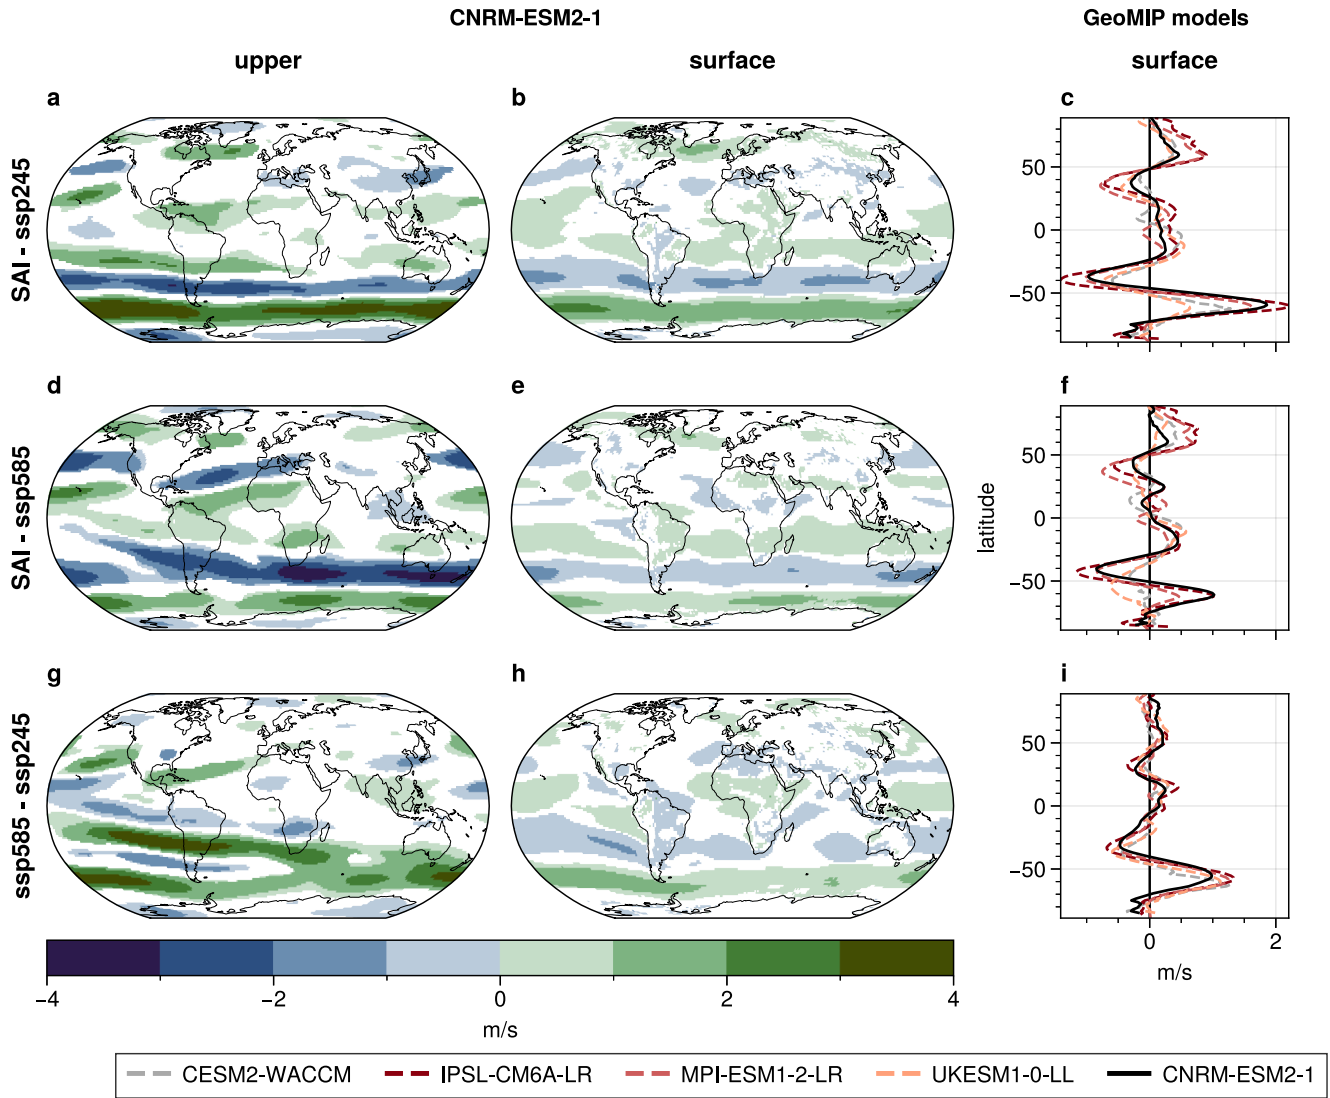 CNRM-ESM2-1
GeoMIP models
upper
surface
surface
a
b
c
SAI - ssp245
50
0
−50
d
e
f
SAI - ssp585
latitude
50
0
−50
g
h
i
ssp585 - ssp245
50
0
−50
0
2
m/s
−4
−2
0
2
4
m/s
CESM2-WACCM
IPSL-CM6A-LR
MPI-ESM1-2-LR
UKESM1-0-LL
CNRM-ESM2-1